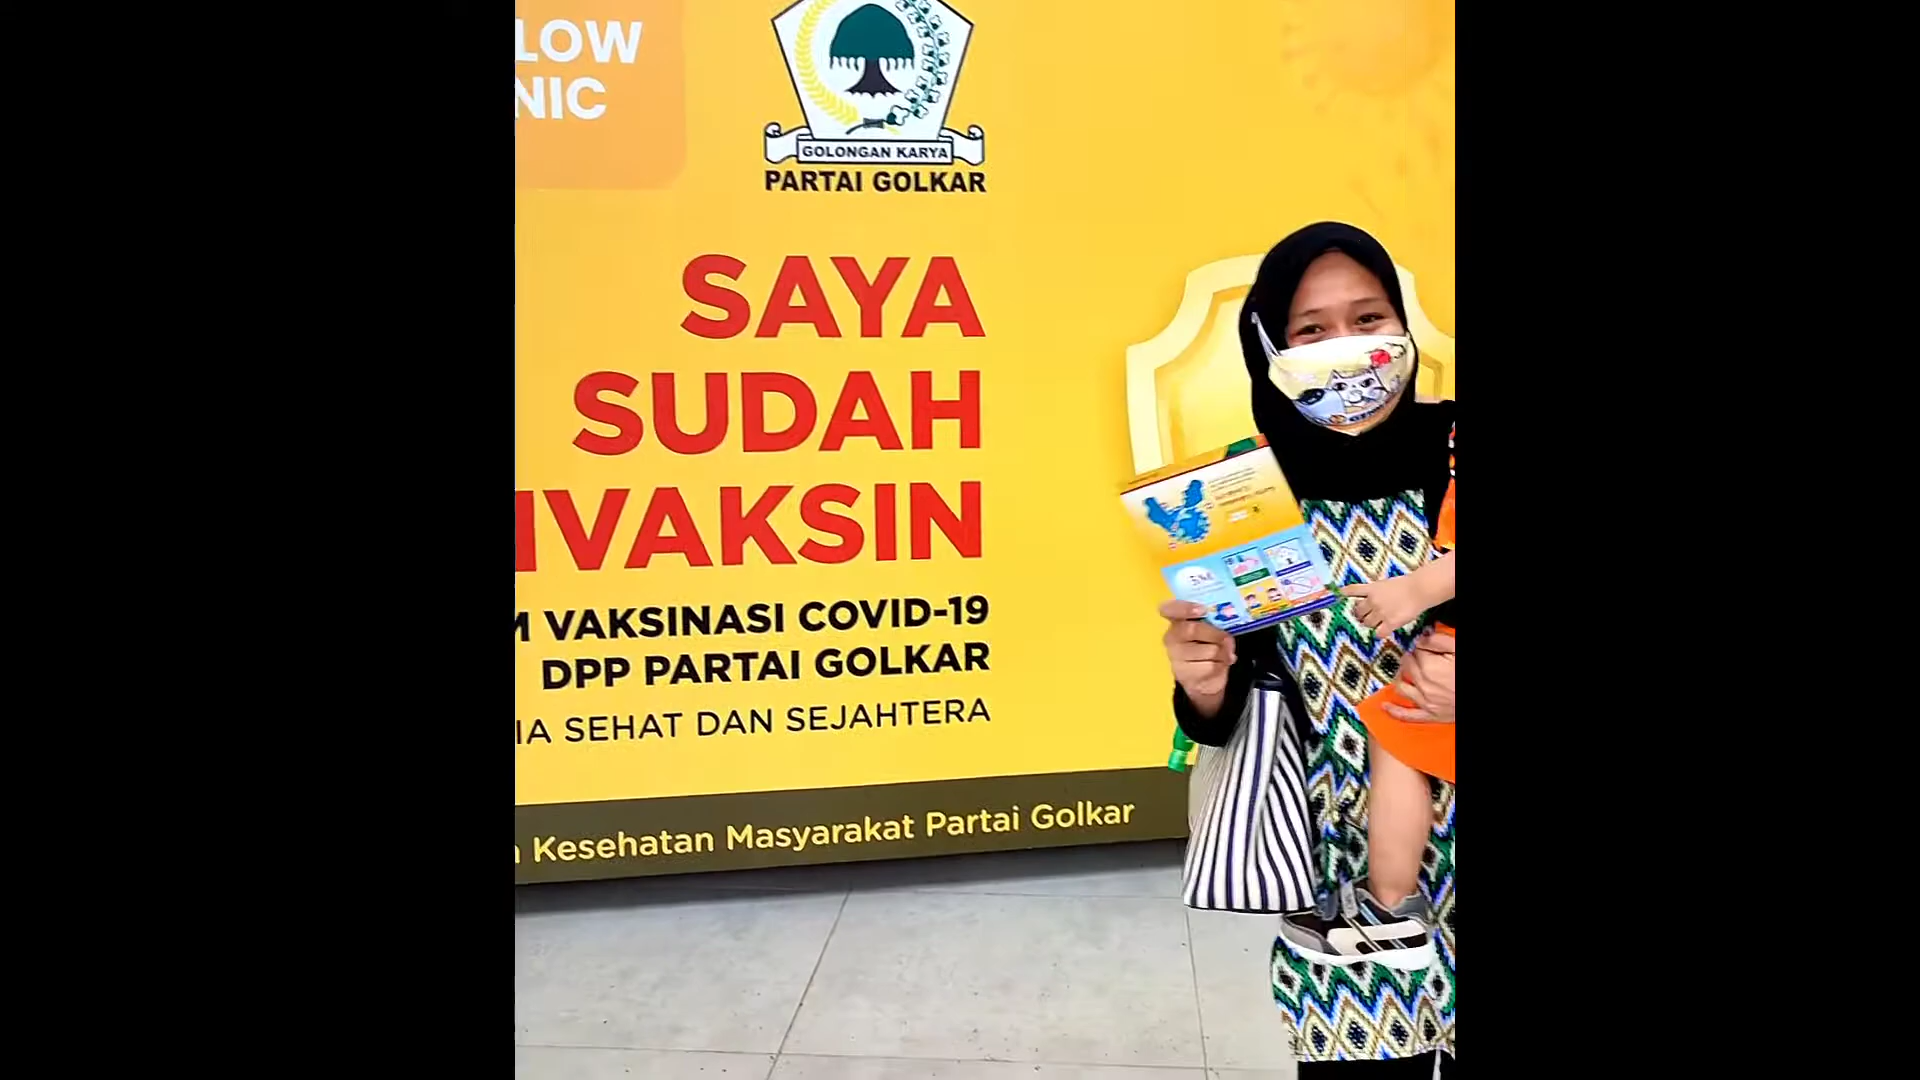 LOW
NIC
GOLONGAN KARYA
PARTAI GOLKAR
SAYA
SUDAH
IVAKSIN
M VAKSINASI COVID-19
DPP PARTAI GOLKAR
IA SEHAT DAN SEJAHTERA
n Kesehatan Masyarakat Partai Golkar
5M